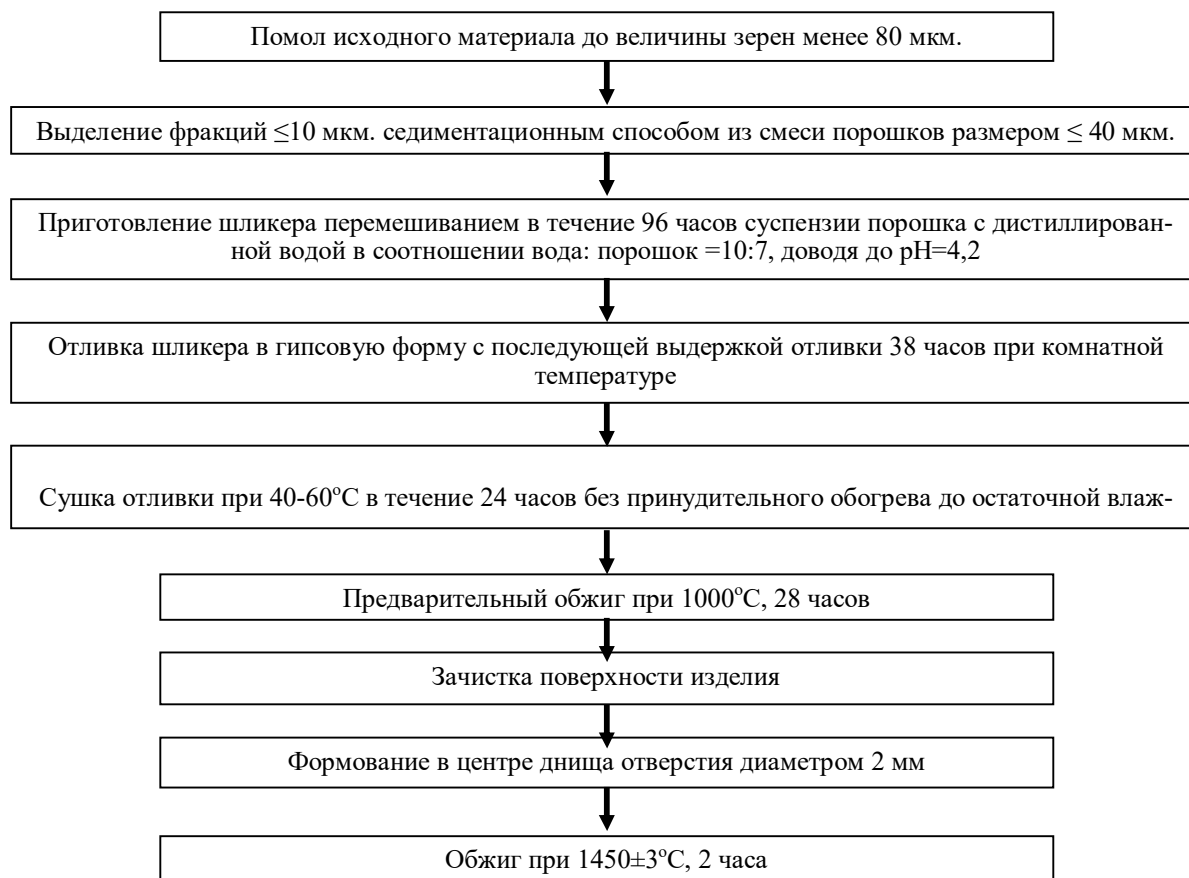 Помол исходного материала до величины зерен менее 80 мкм.
Выделение фракций ≤10 мкм. седиментационным способом из смеси порошков размером ≤ 40 мкм.
Приготовление шликера перемешиванием в течение 96 часов суспензии порошка с дистиллирован-
ной водой в соотношении вода: порошок =10:7, доводя до pH=4,2
Отливка шликера в гипсовую форму с последующей выдержкой отливки 38 часов при комнатной
температуре
Сушка отливки при 40-60°С в течение 24 часов без принудительного обогрева до остаточной влаж-
Предварительный обжиг при 1000°С, 28 часов
Зачистка поверхности изделия
Формование в центре днища отверстия диаметром 2 мм
Обжиг при 1450±3°С, 2 часа